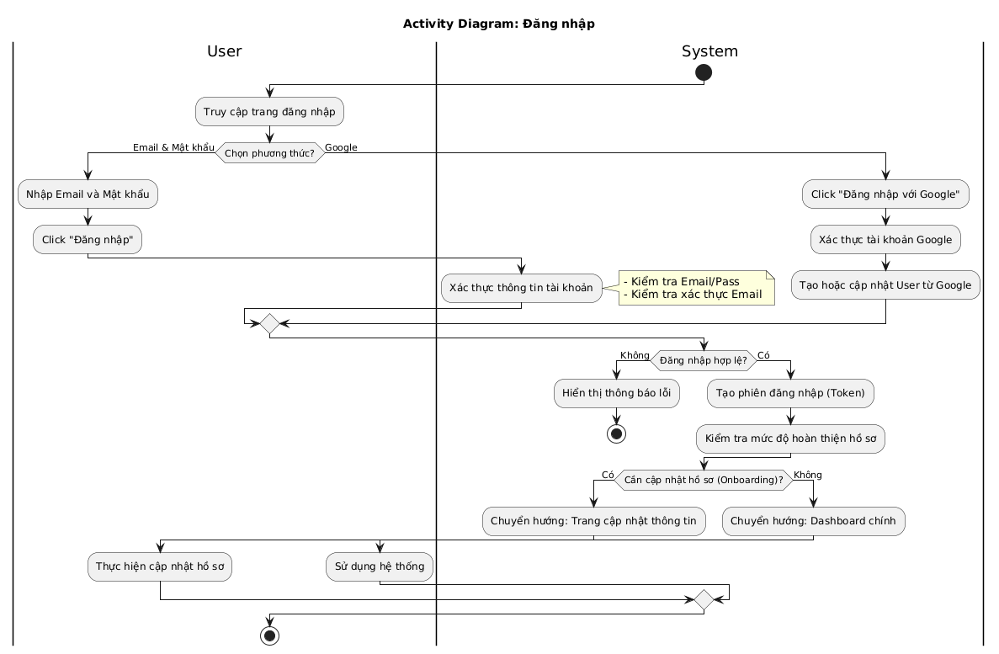 Activity Diagram: Đăng nhập
User
System
Truy cập trang đăng nhập
Email & Mật khẩu
Chọn phương thức?
Google
Nhập Email và Mật khẩu
Click "Đăng nhập với Google"
Click "Đăng nhập"
Xác thực tài khoản Google
Xác thực thông tin tài khoản
- Kiểm tra Email/Pass
- Kiểm tra xác thực Email
Tạo hoặc cập nhật User từ Google
Không
Đăng nhập hợp lệ?
Có
Hiển thị thông báo lỗi
Tạo phiên đăng nhập (Token)
Kiểm tra mức độ hoàn thiện hồ sơ
Có
Cần cập nhật hồ sơ (Onboarding)?
Không
Chuyển hướng: Trang cập nhật thông tin
Chuyển hướng: Dashboard chính
Thực hiện cập nhật hồ sơ
Sử dụng hệ thống